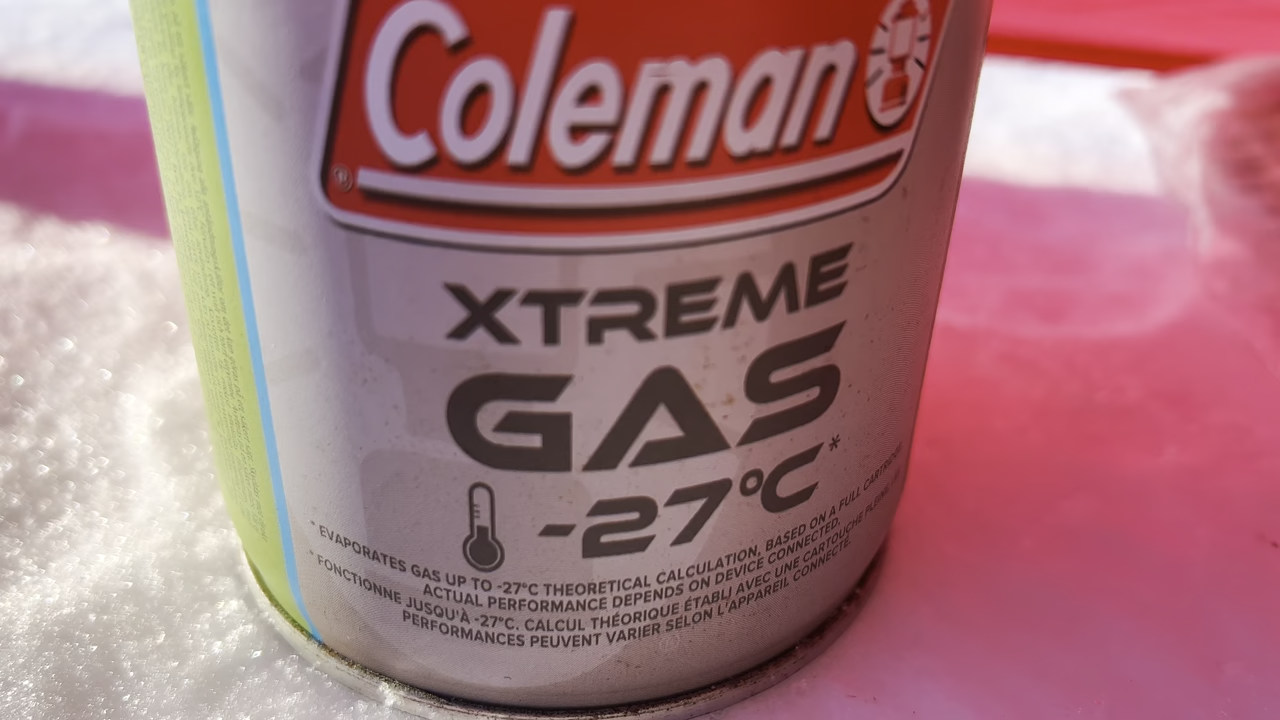 Coleman
®
XTREME
GAS
-27°C*
* EVAPORATES GAS UP TO -27°C THEORETICAL CALCULATION, BASED ON A FULL CARTRIDGE.
ACTUAL PERFORMANCE DEPENDS ON DEVICE CONNECTED.
* FONCTIONNE JUSQU'À -27°C. CALCUL THÉORIQUE ÉTABLI AVEC UNE CARTOUCHE PLEINE.
PERFORMANCES PEUVENT VARIER SELON L'APPAREIL CONNECTÉ.